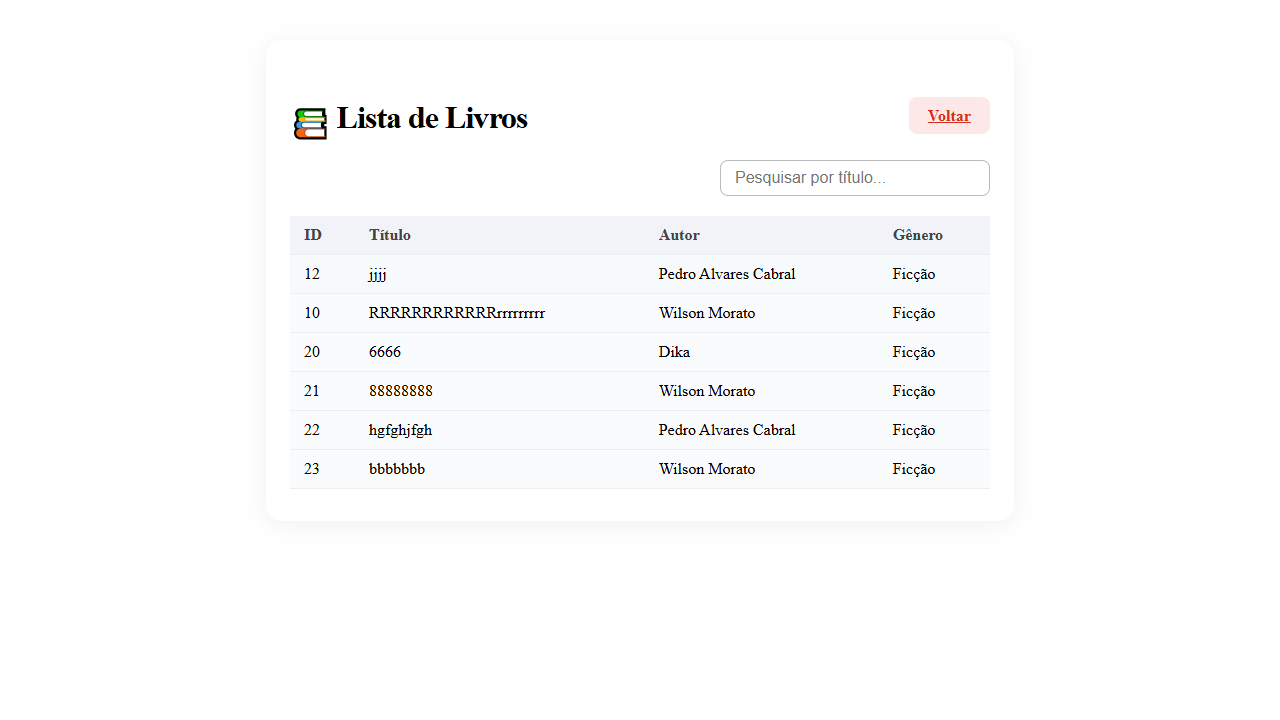 📚 Lista de Livros
Voltar
Pesquisar por título...
ID Título Autor Gênero
12 jjjj Pedro Alvares Cabral Ficção
10 RRRRRRRRRRRRrrrrrrrrr Wilson Morato Ficção
20 6666 Dika Ficção
21 88888888 Wilson Morato Ficção
22 hgfghjfgh Pedro Alvares Cabral Ficção
23 bbbbbbb Wilson Morato Ficção